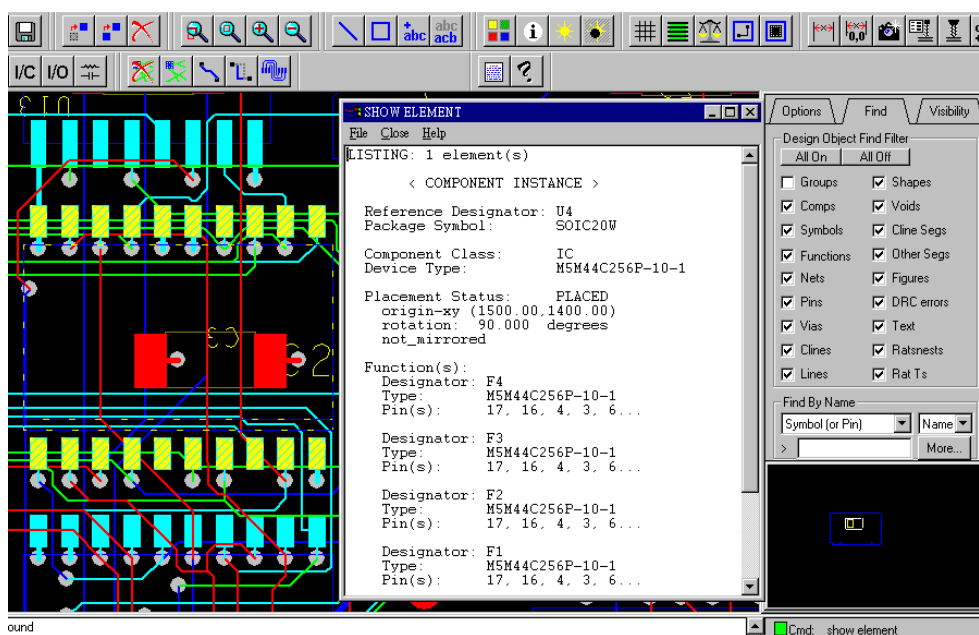 abc
abc
acb
i
0,0
I/C
I/O
?
U13
SHOW ELEMENT
File Close Help
LISTING: 1 element(s)
< COMPONENT INSTANCE >
Reference Designator: U4
Package Symbol: SOIC20W
Component Class: IC
Device Type: M5M44C256P-10-1
Placement Status: PLACED
origin-xy (1500.00,1400.00)
rotation: 90.000 degrees
not_mirrored
Function(s):
Designator: F4
Type: M5M44C256P-10-1
Pin(s): 17, 16, 4, 3, 6...
Designator: F3
Type: M5M44C256P-10-1
Pin(s): 17, 16, 4, 3, 6...
Designator: F2
Type: M5M44C256P-10-1
Pin(s): 17, 16, 4, 3, 6...
Designator: F1
Type: M5M44C256P-10-1
Pin(s): 17, 16, 4, 3, 6...
C3
C2
Options Find Visibility
Design Object Find Filter
All On All Off
Groups Shapes
Comps Voids
Symbols Cline Segs
Functions Other Segs
Nets Figures
Pins DRC errors
Vias Text
Clines Ratsnests
Lines Rat Ts
Find By Name
Symbol (or Pin) Name
> More...
ound
Cmd: show element